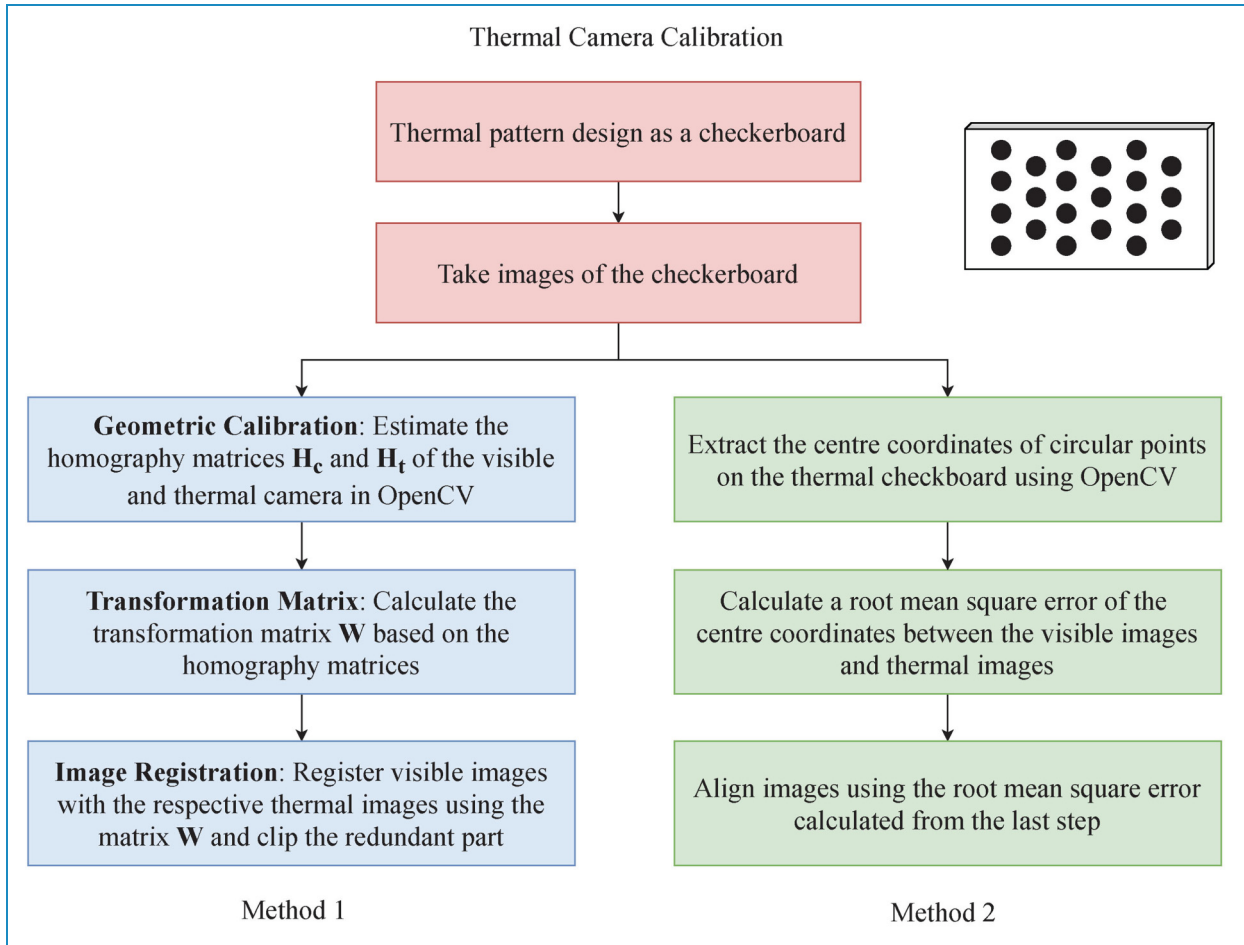 Thermal Camera Calibration
Thermal pattern design as a checkerboard
Take images of the checkerboard
Geometric Calibration: Estimate the
homography matrices Hc and Ht of the visible
and thermal camera in OpenCV
Transformation Matrix: Calculate the
transformation matrix W based on the
homography matrices
Image Registration: Register visible images
with the respective thermal images using the
matrix W and clip the redundant part
Method 1
Extract the centre coordinates of circular points
on the thermal checkboard using OpenCV
Calculate a root mean square error of the
centre coordinates between the visible images
and thermal images
Align images using the root mean square error
calculated from the last step
Method 2